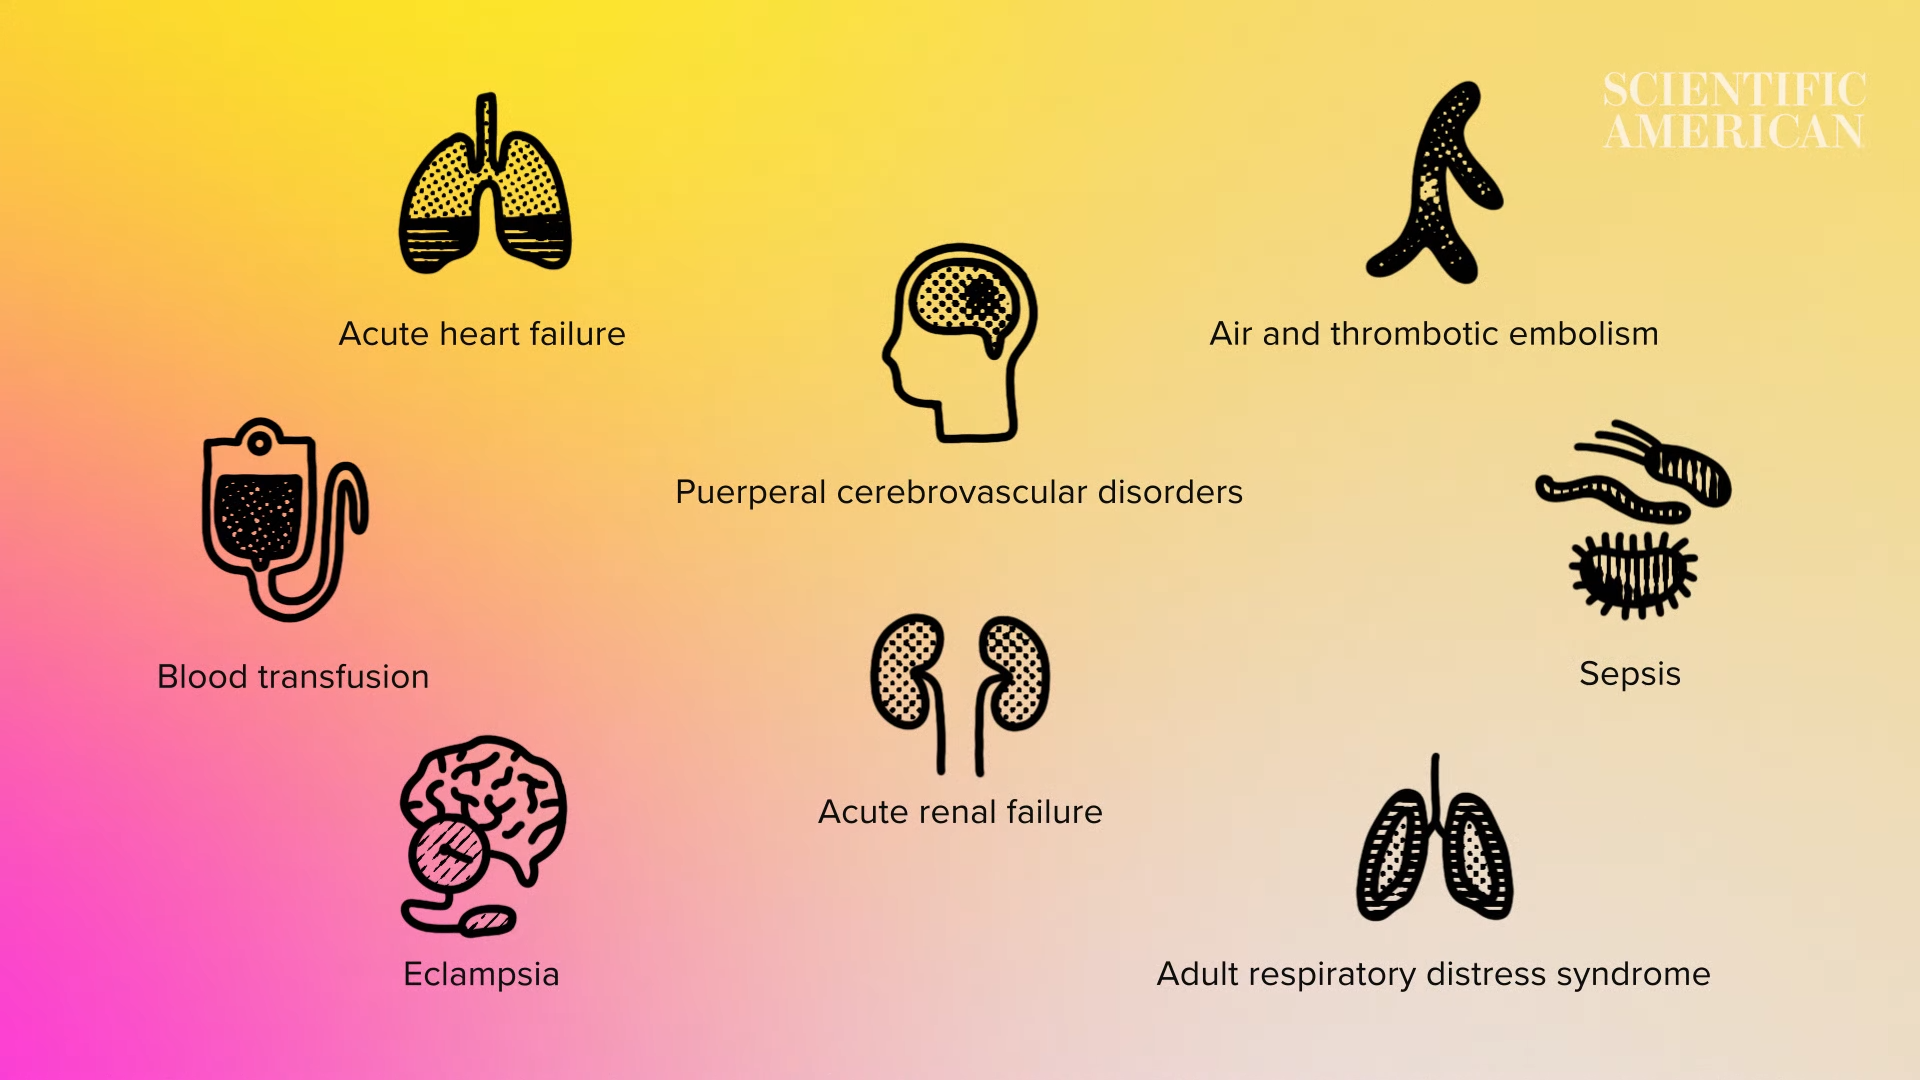 SCIENTIFIC
AMERICAN
Acute heart failure
Air and thrombotic embolism
Puerperal cerebrovascular disorders
Blood transfusion
Sepsis
Acute renal failure
Eclampsia
Adult respiratory distress syndrome